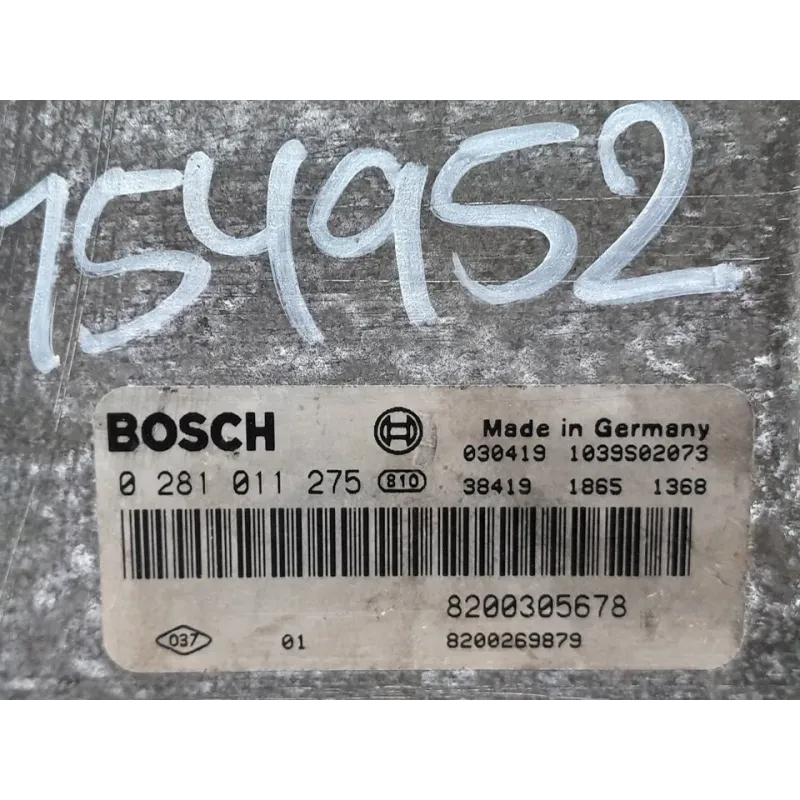 154952
BOSCH
Made in Germany
030419 1039S02073
0 281 011 275 810
38419 1865 1368
8200305678
037 01 8200269879